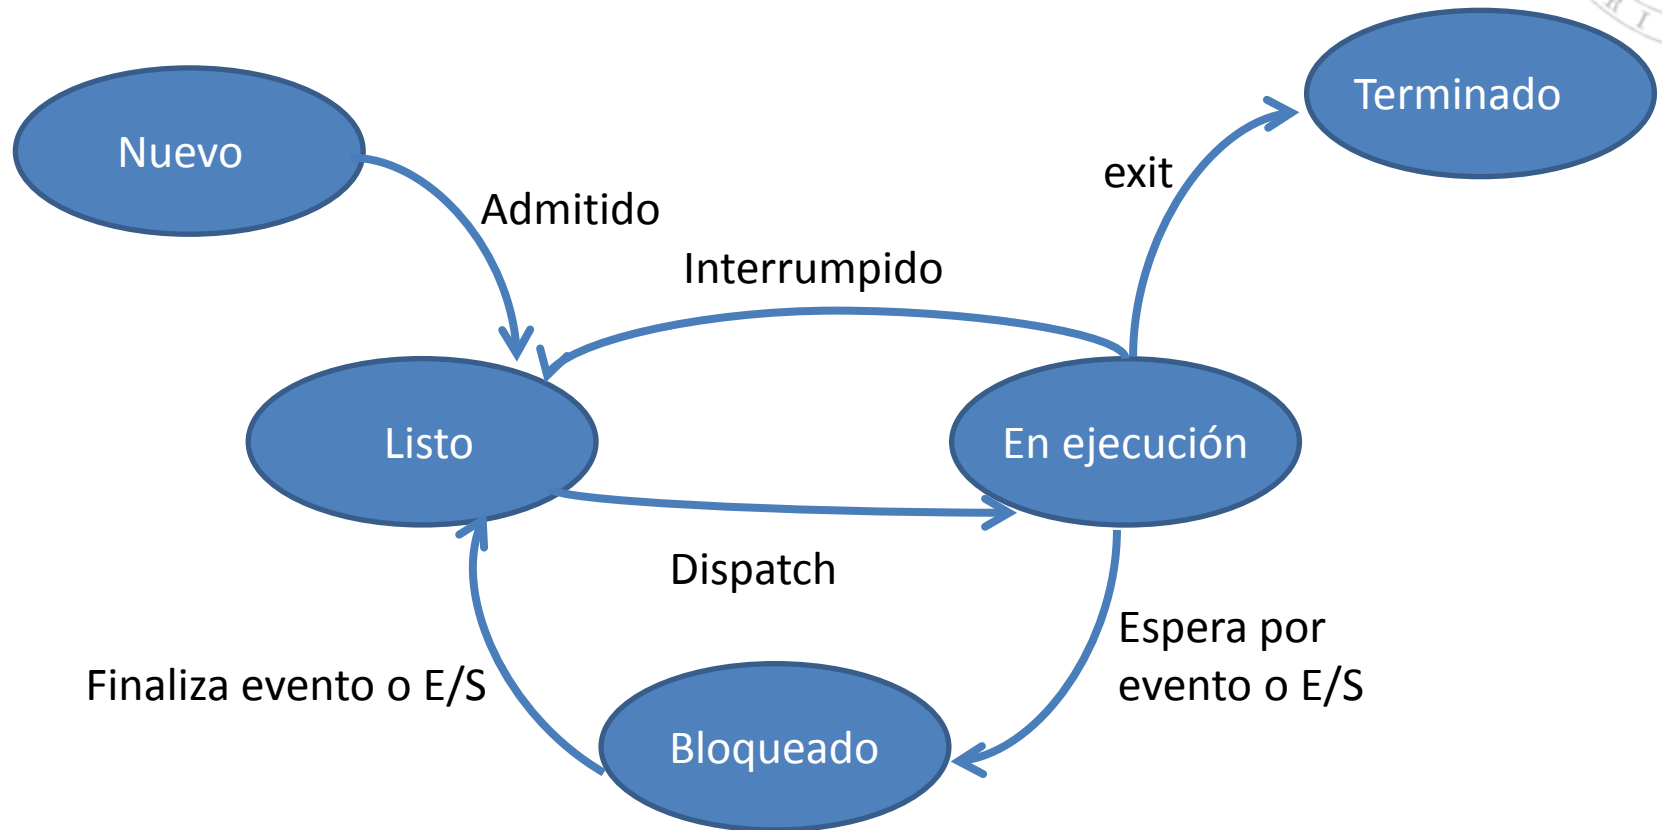 Terminado
Nuevo
exit
Admitido
Interrumpido
Listo
En ejecución
Dispatch
Espera por
evento o E/S
Finaliza evento o E/S
Bloqueado